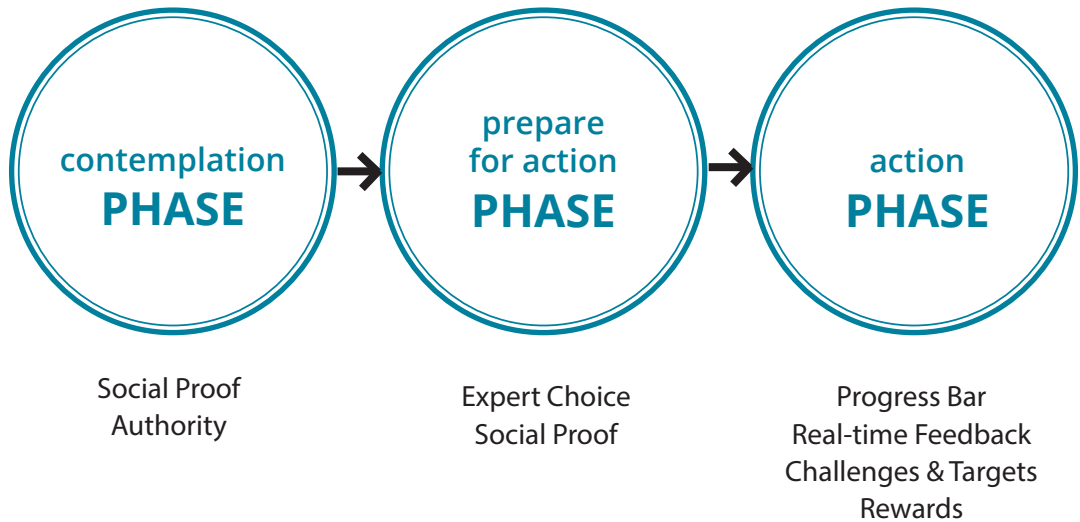 contemplation
PHASE
prepare
for action
PHASE
action
PHASE
Social Proof
Authority
Expert Choice
Social Proof
Progress Bar
Real-time Feedback
Challenges & Targets
Rewards